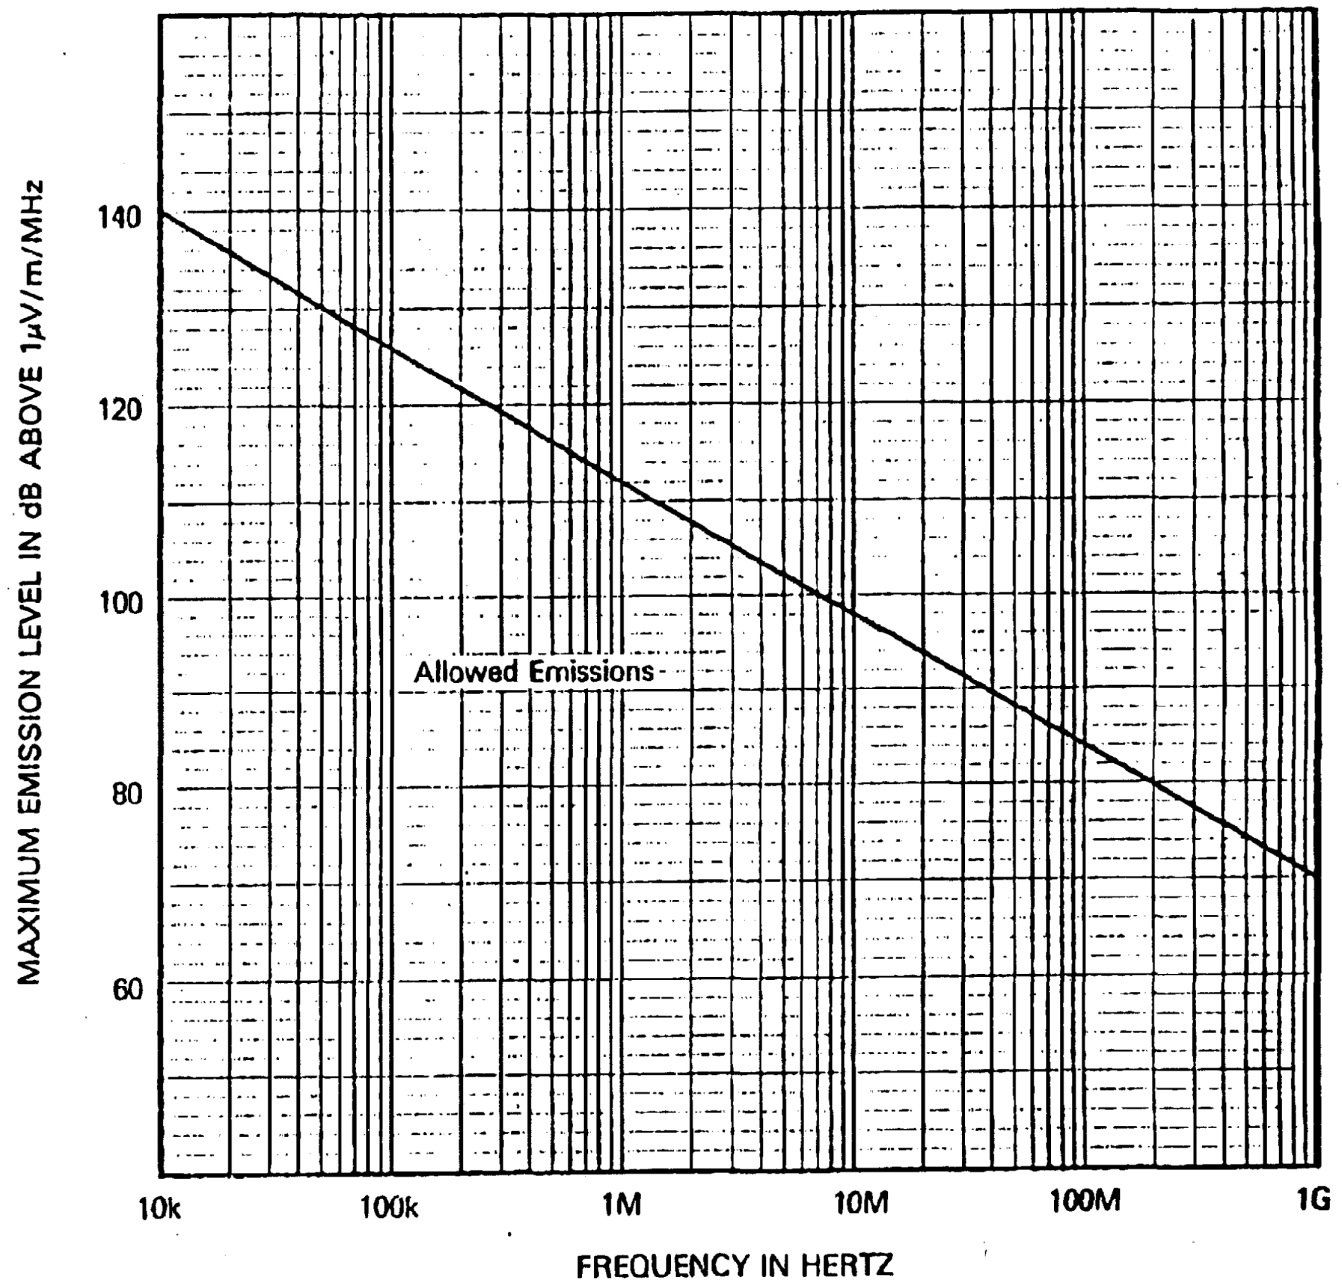 MAXIMUM EMISSION LEVEL IN dB ABOVE 1μV/m/MHz
140
120
100
80
60
Allowed Emissions
10k
100k
1M
10M
100M
1G
FREQUENCY IN HERTZ